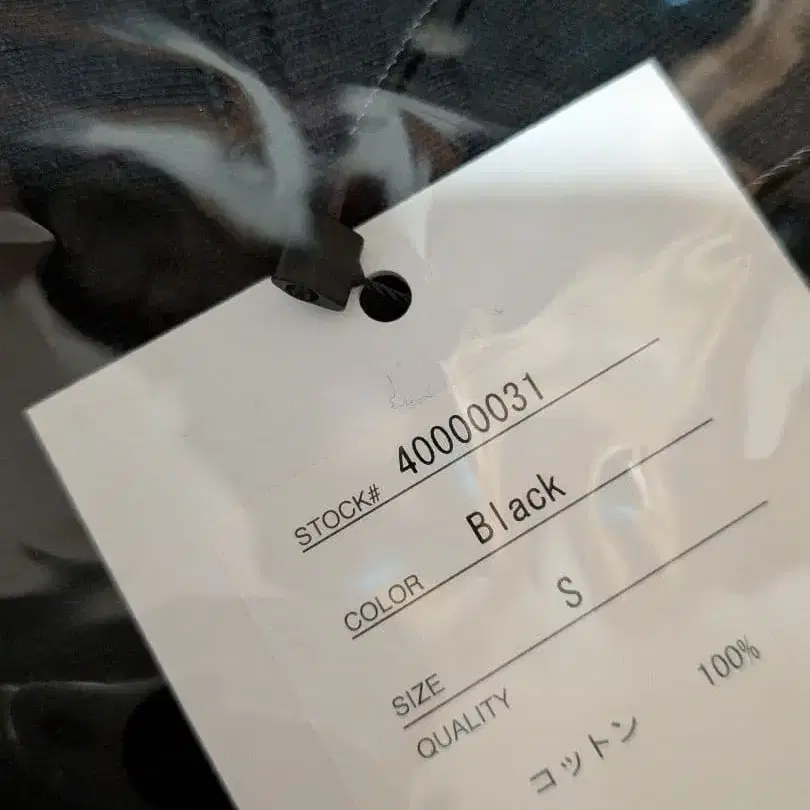 STOCK# 40000031
COLOR Black
SIZE S
QUALITY
コットン 100%